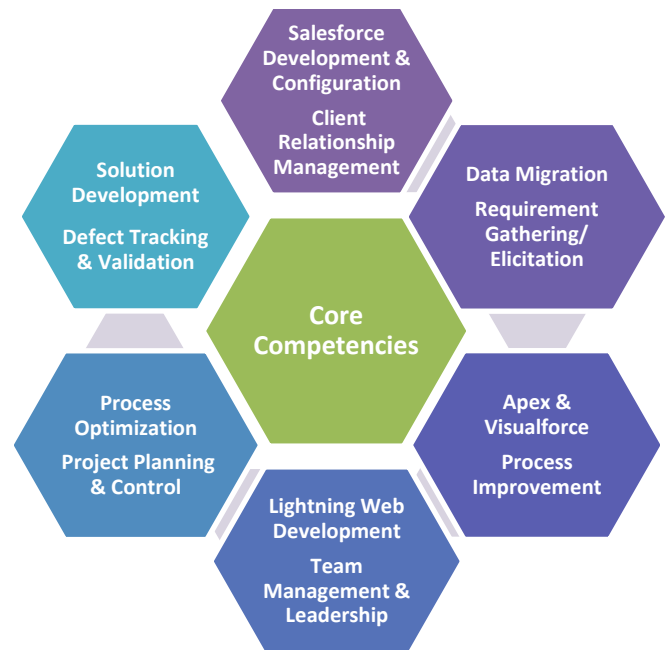 Salesforce
Development &
Configuration
Client
Relationship
Management
Data Migration
Requirement
Gathering/
Elicitation
Apex &
Visualforce
Process
Improvement
Lightning Web
Development
Team
Management &
Leadership
Process
Optimization
Project Planning
& Control
Solution
Development
Defect Tracking
& Validation
Core
Competencies